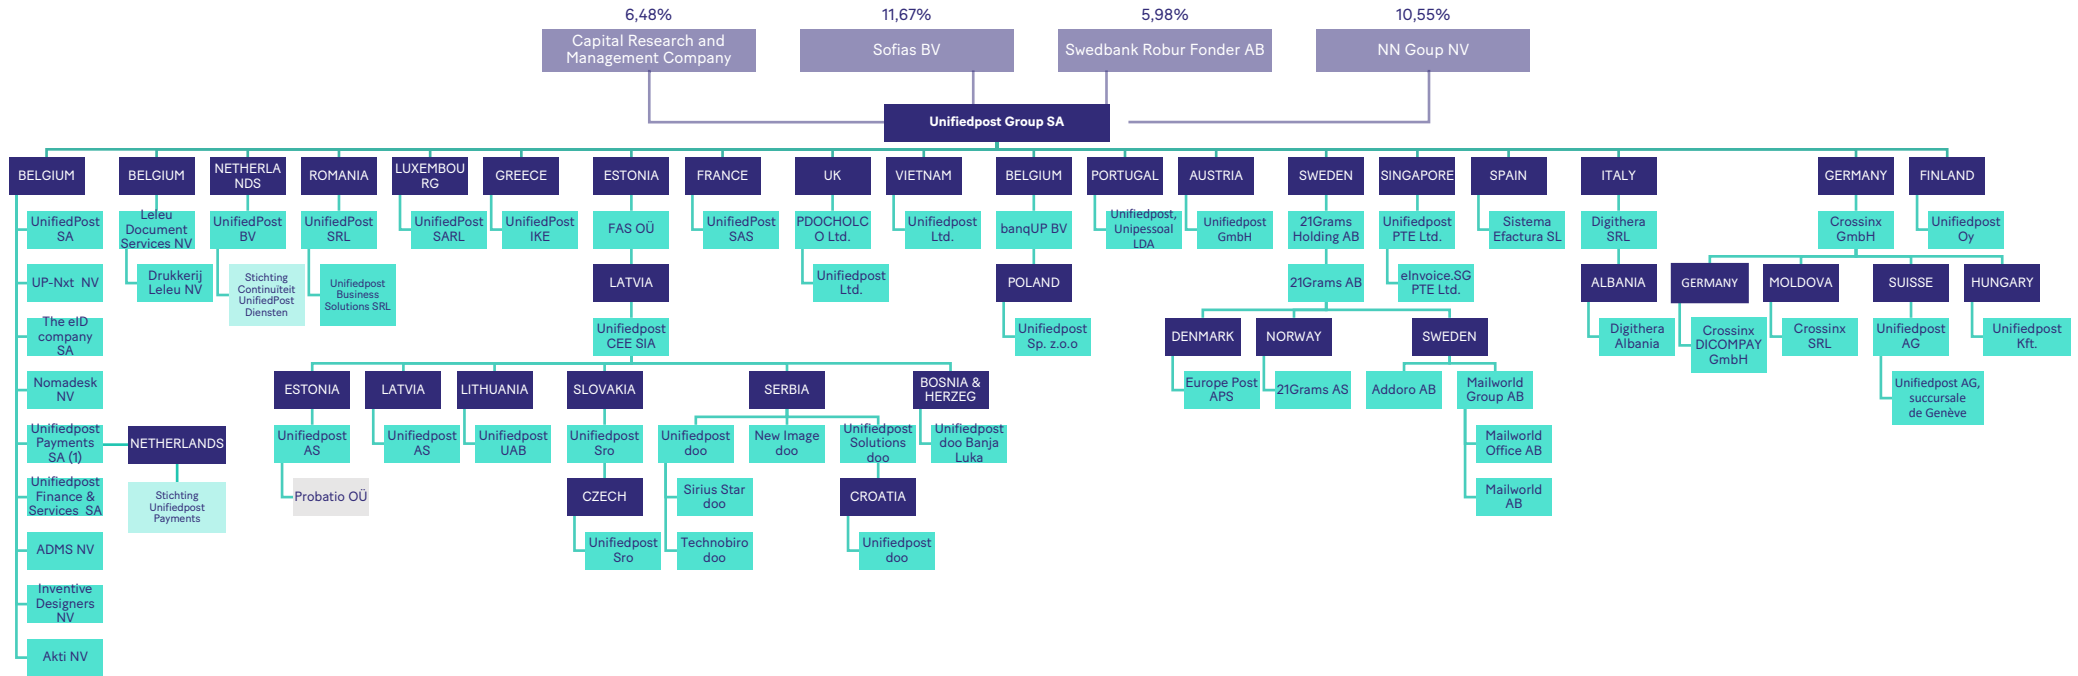 6,48%
11,67%
5,98%
10,55%
Capital Research and
Management Company
Sofias BV
Swedbank Robur Fonder AB
NN Goup NV
Unifiedpost Group SA
BELGIUM
BELGIUM
NETHERLA
NDS
ROMANIA
LUXEMBOU
RG
GREECE
ESTONIA
FRANCE
UK
VIETNAM
BELGIUM
PORTUGAL
AUSTRIA
SWEDEN
SINGAPORE
SPAIN
ITALY
GERMANY
FINLAND
UnifiedPost
SA
Leleu
Document
Services NV
UnifiedPost
BV
UnifiedPost
SRL
UnifiedPost
SARL
UnifiedPost
IKE
FAS OÜ
UnifiedPost
SAS
PDOCHOLC
O Ltd.
Unifiedpost
Ltd.
banqUP BV
Unifiedpost,
Unipessoal
LDA
Unifiedpost
GmbH
21Grams
Holding AB
Unifiedpost
PTE Ltd.
Sistema
Efactura SL
Digithera
SRL
Crossinx
GmbH
Unifiedpost
Oy
UP-Nxt NV
Drukkerij
Leleu NV
Stichting
Continuiteit
UnifiedPost
Diensten
Unifiedpost
Business
Solutions SRL
LATVIA
Unifiedpost
Ltd.
POLAND
21Grams AB
eInvoice.SG
PTE Ltd.
ALBANIA
GERMANY
MOLDOVA
SUISSE
HUNGARY
The eID
company
SA
Unifiedpost
CEE SIA
Unifiedpost
Sp. z.o.o
DENMARK
NORWAY
SWEDEN
Digithera
Albania
Crossinx
DICOMPAY
GmbH
Crossinx
SRL
Unifiedpost
AG
Unifiedpost
Kft.
Nomadesk
NV
ESTONIA
LATVIA
LITHUANIA
SLOVAKIA
SERBIA
BOSNIA &
HERZEG
Europe Post
APS
21Grams AS
Addoro AB
Mailworld
Group AB
Unifiedpost AG,
succursale
de Genève
Unifiedpost
Payments
SA (1)
NETHERLANDS
Unifiedpost
AS
Unifiedpost
AS
Unifiedpost
UAB
Unifiedpost
Sro
Unifiedpost
doo
New Image
doo
Unifiedpost
Solutions
doo
Unifiedpost
doo Banja
Luka
Mailworld
Office AB
Unifiedpost
Finance &
Services SA
Stichting
Unifiedpost
Payments
Probatio OÜ
CZECH
Sirius Star
doo
CROATIA
Mailworld
AB
ADMS NV
Unifiedpost
Sro
Technobiro
doo
Unifiedpost
doo
Inventive
Designers
NV
Akti NV